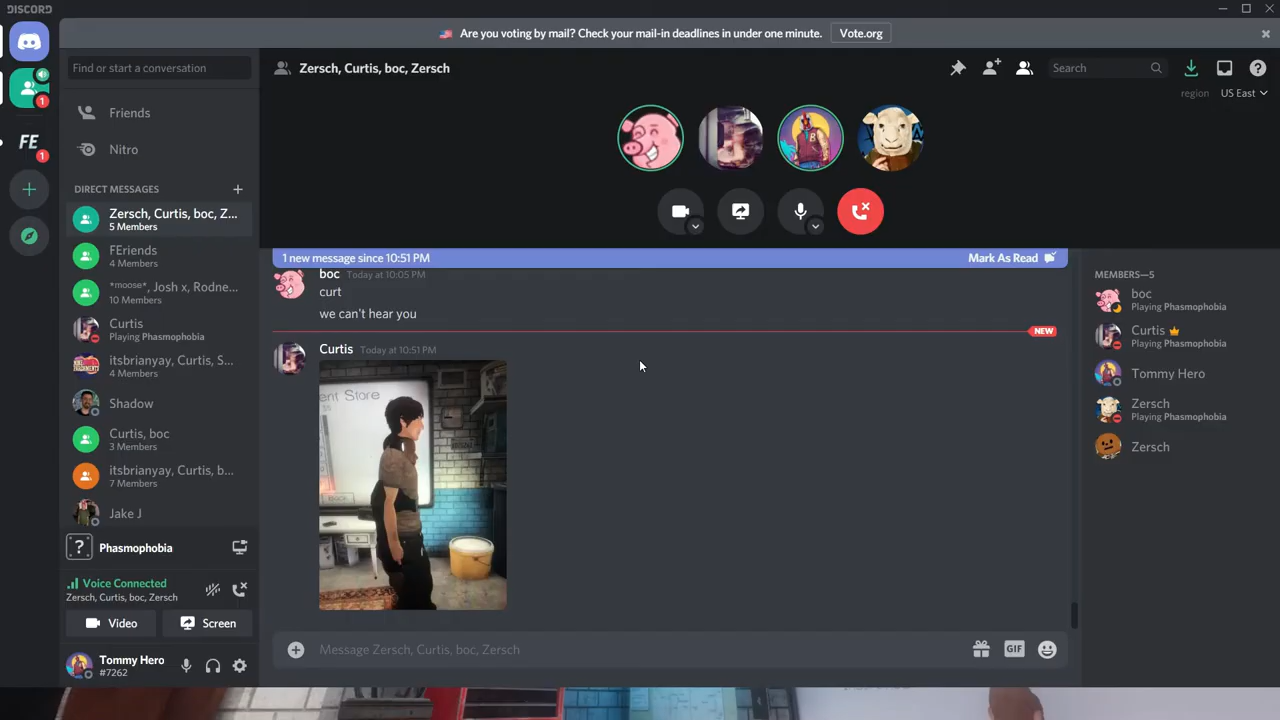 DISCORD
Are you voting by mail? Check your mail-in deadlines in under one minute. Vote.org
Find or start a conversation
Zersch, Curtis, boc, Zersch
Search
region US East
1
FE
1
Friends
Nitro
DIRECT MESSAGES
Zersch, Curtis, boc, Z...
5 Members
FEriends
4 Members
*moose*, Josh x, Rodne...
10 Members
Curtis
Playing Phasmophobia
itsbrianyay, Curtis, S...
4 Members
Shadow
Curtis, boc
3 Members
itsbrianyay, Curtis, b...
7 Members
Jake J
? Phasmophobia
Voice Connected
Zersch, Curtis, boc, Zersch
Video
Screen
Tommy Hero
#7262
1 new message since 10:51 PM
Mark As Read
boc Today at 10:05 PM
curt
we can't hear you
NEW
Curtis Today at 10:51 PM
ent Store
Message Zersch, Curtis, boc, Zersch
GIF
MEMBERS—5
boc
Playing Phasmophobia
Curtis
Playing Phasmophobia
Tommy Hero
Zersch
Playing Phasmophobia
Zersch